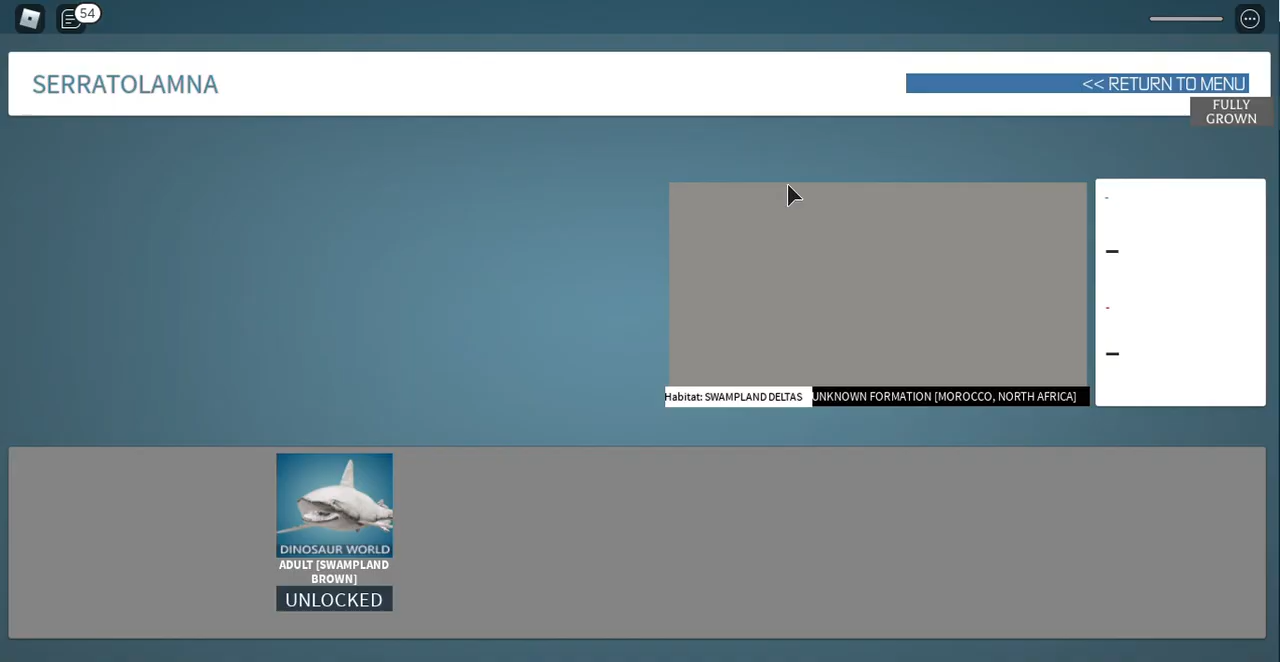 54
SERRATOLAMNA
<< RETURN TO MENU
FULLY
GROWN
-
–
-
–
Habitat: SWAMPLAND DELTAS
UNKNOWN FORMATION [MOROCCO, NORTH AFRICA]
DINOSAUR WORLD
ADULT [SWAMPLAND
BROWN]
UNLOCKED